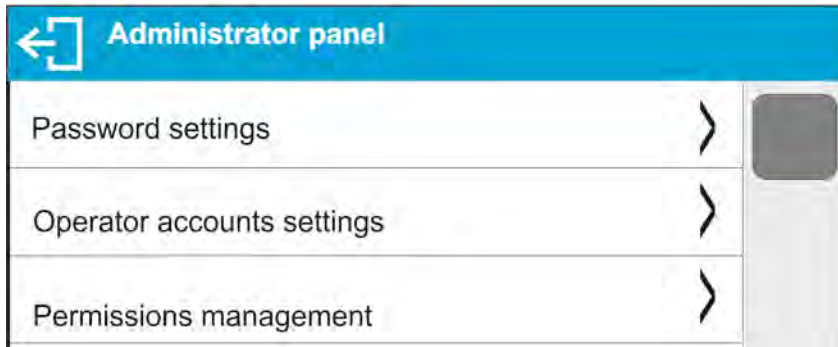 Administrator panel
Password settings
Operator accounts settings
Permissions management